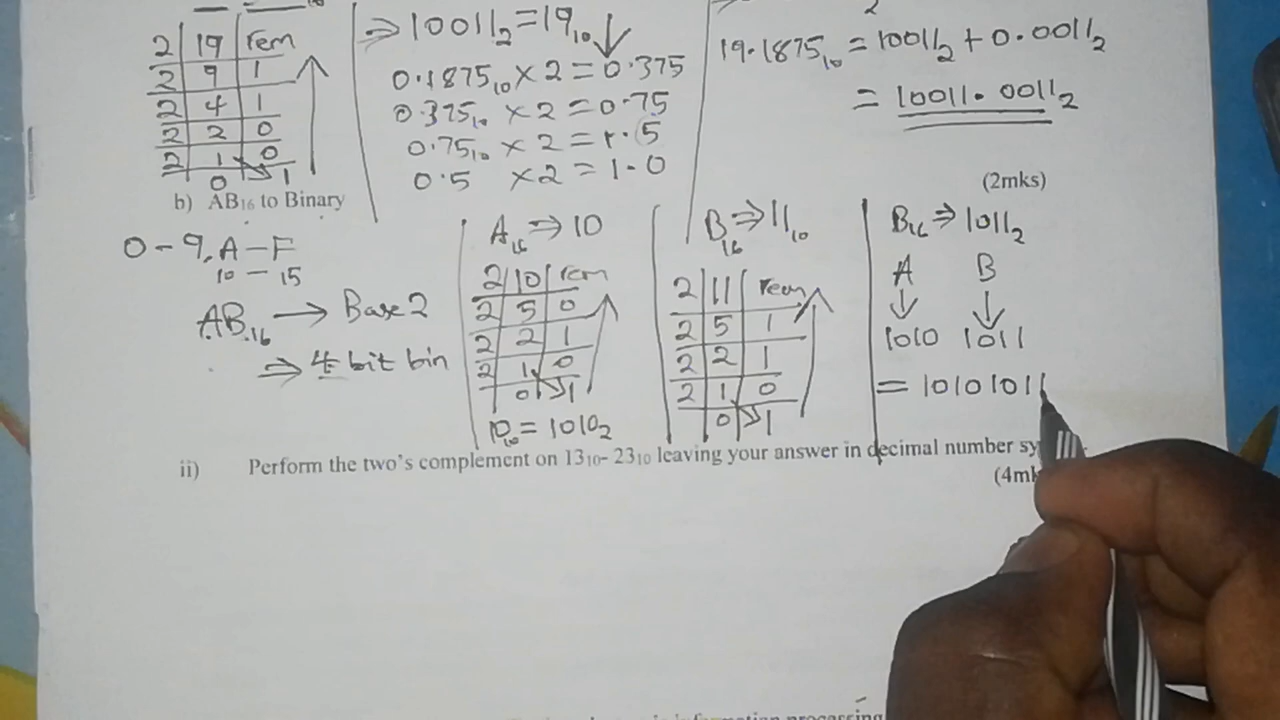 2 | 19 | rem
2 | 9 | 1
2 | 4 | 1
2 | 2 | 0
2 | 1 | 0
0 1
⇒ 10011₂ = 19₁₀
0.1875₁₀ × 2 = 0.375
0.375₁₀ × 2 = 0.75
0.75₁₀ × 2 = 1.5
0.5 × 2 = 1.0
19.1875₁₀ = 10011₂ + 0.0011₂
= 10011.0011₂
(2mks)
b) AB₁₆ to Binary
0-9, A-F
10 - 15
AB₁₆ → Base 2
⇒ 4 bit bin
A₁₆ ⇒ 10
2 | 10 | rem
2 | 5 | 0
2 | 2 | 1
2 | 1 | 0
0 1
10₁₀ = 1010₂
B₁₆ ⇒ 11₁₀
2 | 11 | rem
2 | 5 | 1
2 | 2 | 1
2 | 1 | 0
0 1
B₁₆ ⇒ 1011₂
A B
↓ ↓
1010 1011
= 10101011
ii) Perform the two's complement on 13₁₀- 23₁₀ leaving your answer in decimal number sy
(4mk
information processing